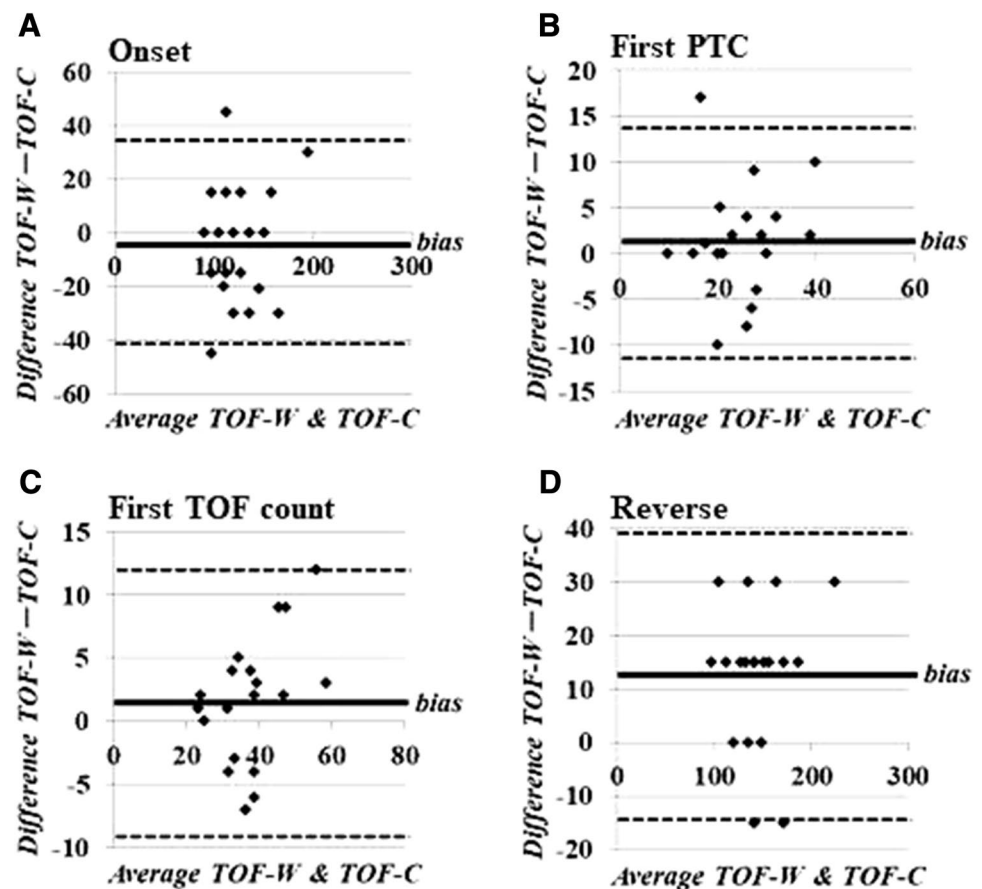 A
Onset
60
40
20
0
-20
-40
-60
0
100
200
300
bias
Difference TOF-W—TOF-C
Average TOF-W & TOF-C
B
First PTC
20
15
10
5
0
-5
-10
-15
0
20
40
60
bias
Difference TOF-W—TOF-C
Average TOF-W & TOF-C
C
First TOF count
15
10
5
0
-5
-10
0
20
40
60
80
bias
Difference TOF-W—TOF-C
Average TOF-W & TOF-C
D
Reverse
40
30
20
10
0
-10
-20
0
100
200
300
bias
Difference TOF-W—TOF-C
Average TOF-W & TOF-C